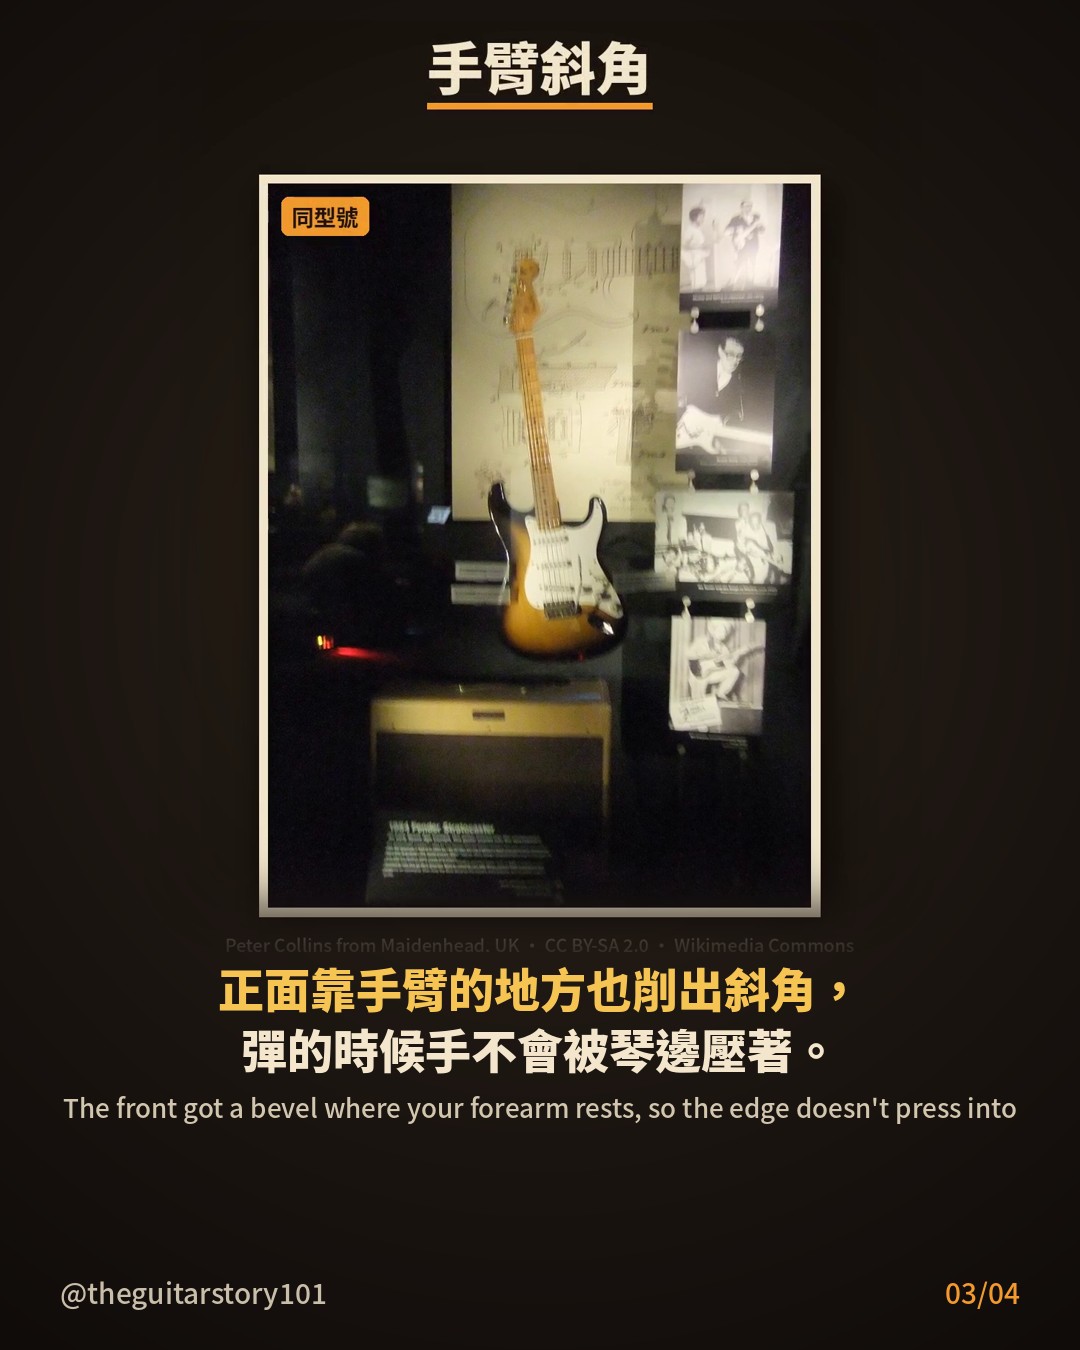 手臂斜角
同型號
1954 Fender Stratocaster
Peter Collins from Maidenhead, UK • CC BY-SA 2.0 • Wikimedia Commons
正面靠手臂的地方也削出斜角，
彈的時候手不會被琴邊壓著。
The front got a bevel where your forearm rests, so the edge doesn't press into
@theguitarstory101
03/04